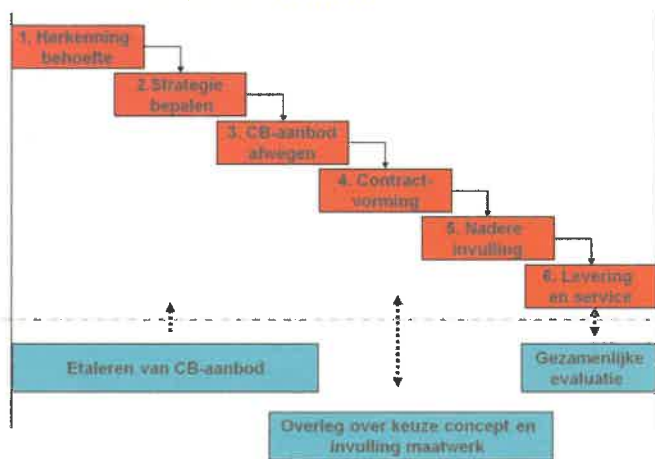 1. Herkenning
behoefte
2.Strategie
bepalen
3. CB-aanbod
afwegen
4. Contract-
vorming
5. Nadere
invulling
6. Levering
en service
Etaleren van CB-aanbod
Gezamenlijke
evaluatie
Overleg over keuze concept en
invulling maatwerk